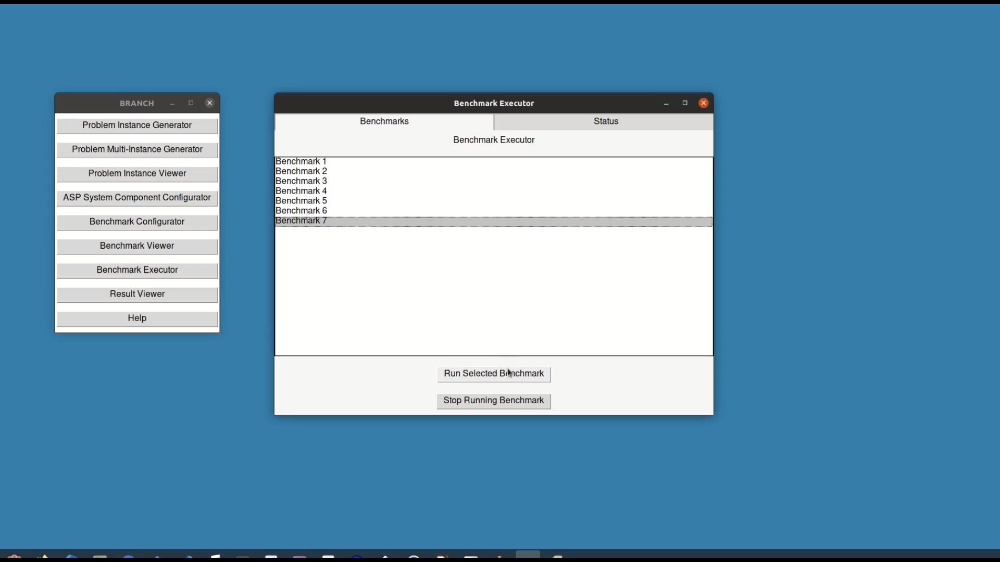 BRANCH
Problem Instance Generator
Problem Multi-Instance Generator
Problem Instance Viewer
ASP System Component Configurator
Benchmark Configurator
Benchmark Viewer
Benchmark Executor
Result Viewer
Help
Benchmark Executor
Benchmarks Status
Benchmark Executor
Benchmark 1
Benchmark 2
Benchmark 3
Benchmark 4
Benchmark 5
Benchmark 6
Benchmark 7
Run Selected Benchmark
Stop Running Benchmark